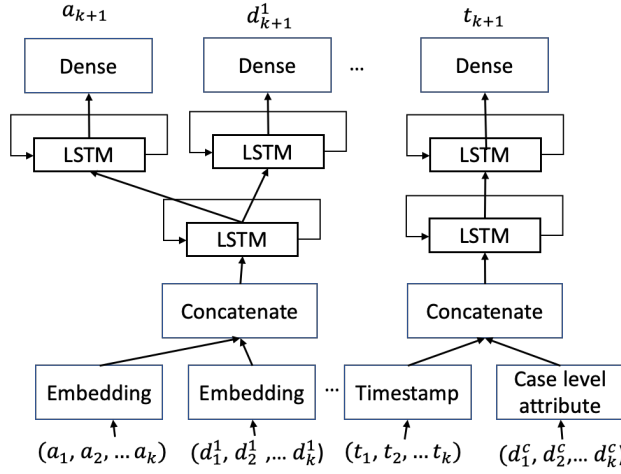 a_{k+1} d^1_{k+1} t_{k+1}
Dense Dense ... Dense
LSTM LSTM LSTM
LSTM LSTM
Concatenate Concatenate
Embedding Embedding ... Timestamp Case level
attribute
(a_1, a_2, ... a_k) (d^1_1, d^1_2 ,... d^1_k) (t_1, t_2, ... t_k) (d^c_1, d^c_2,... d^c_k)